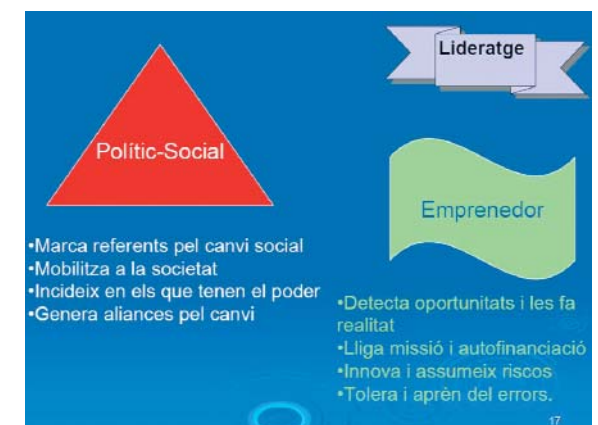 Lideratge
Polític-Social
•Marca referents pel canvi social
•Mobilitza a la societat
•Incideix en els que tenen el poder
•Genera aliances pel canvi
Emprenedor
•Detecta oportunitats i les fa
realitat
•Lliga missió i autofinanciació
•Innova i assumeix riscos
•Tolera i aprèn del errors.
17